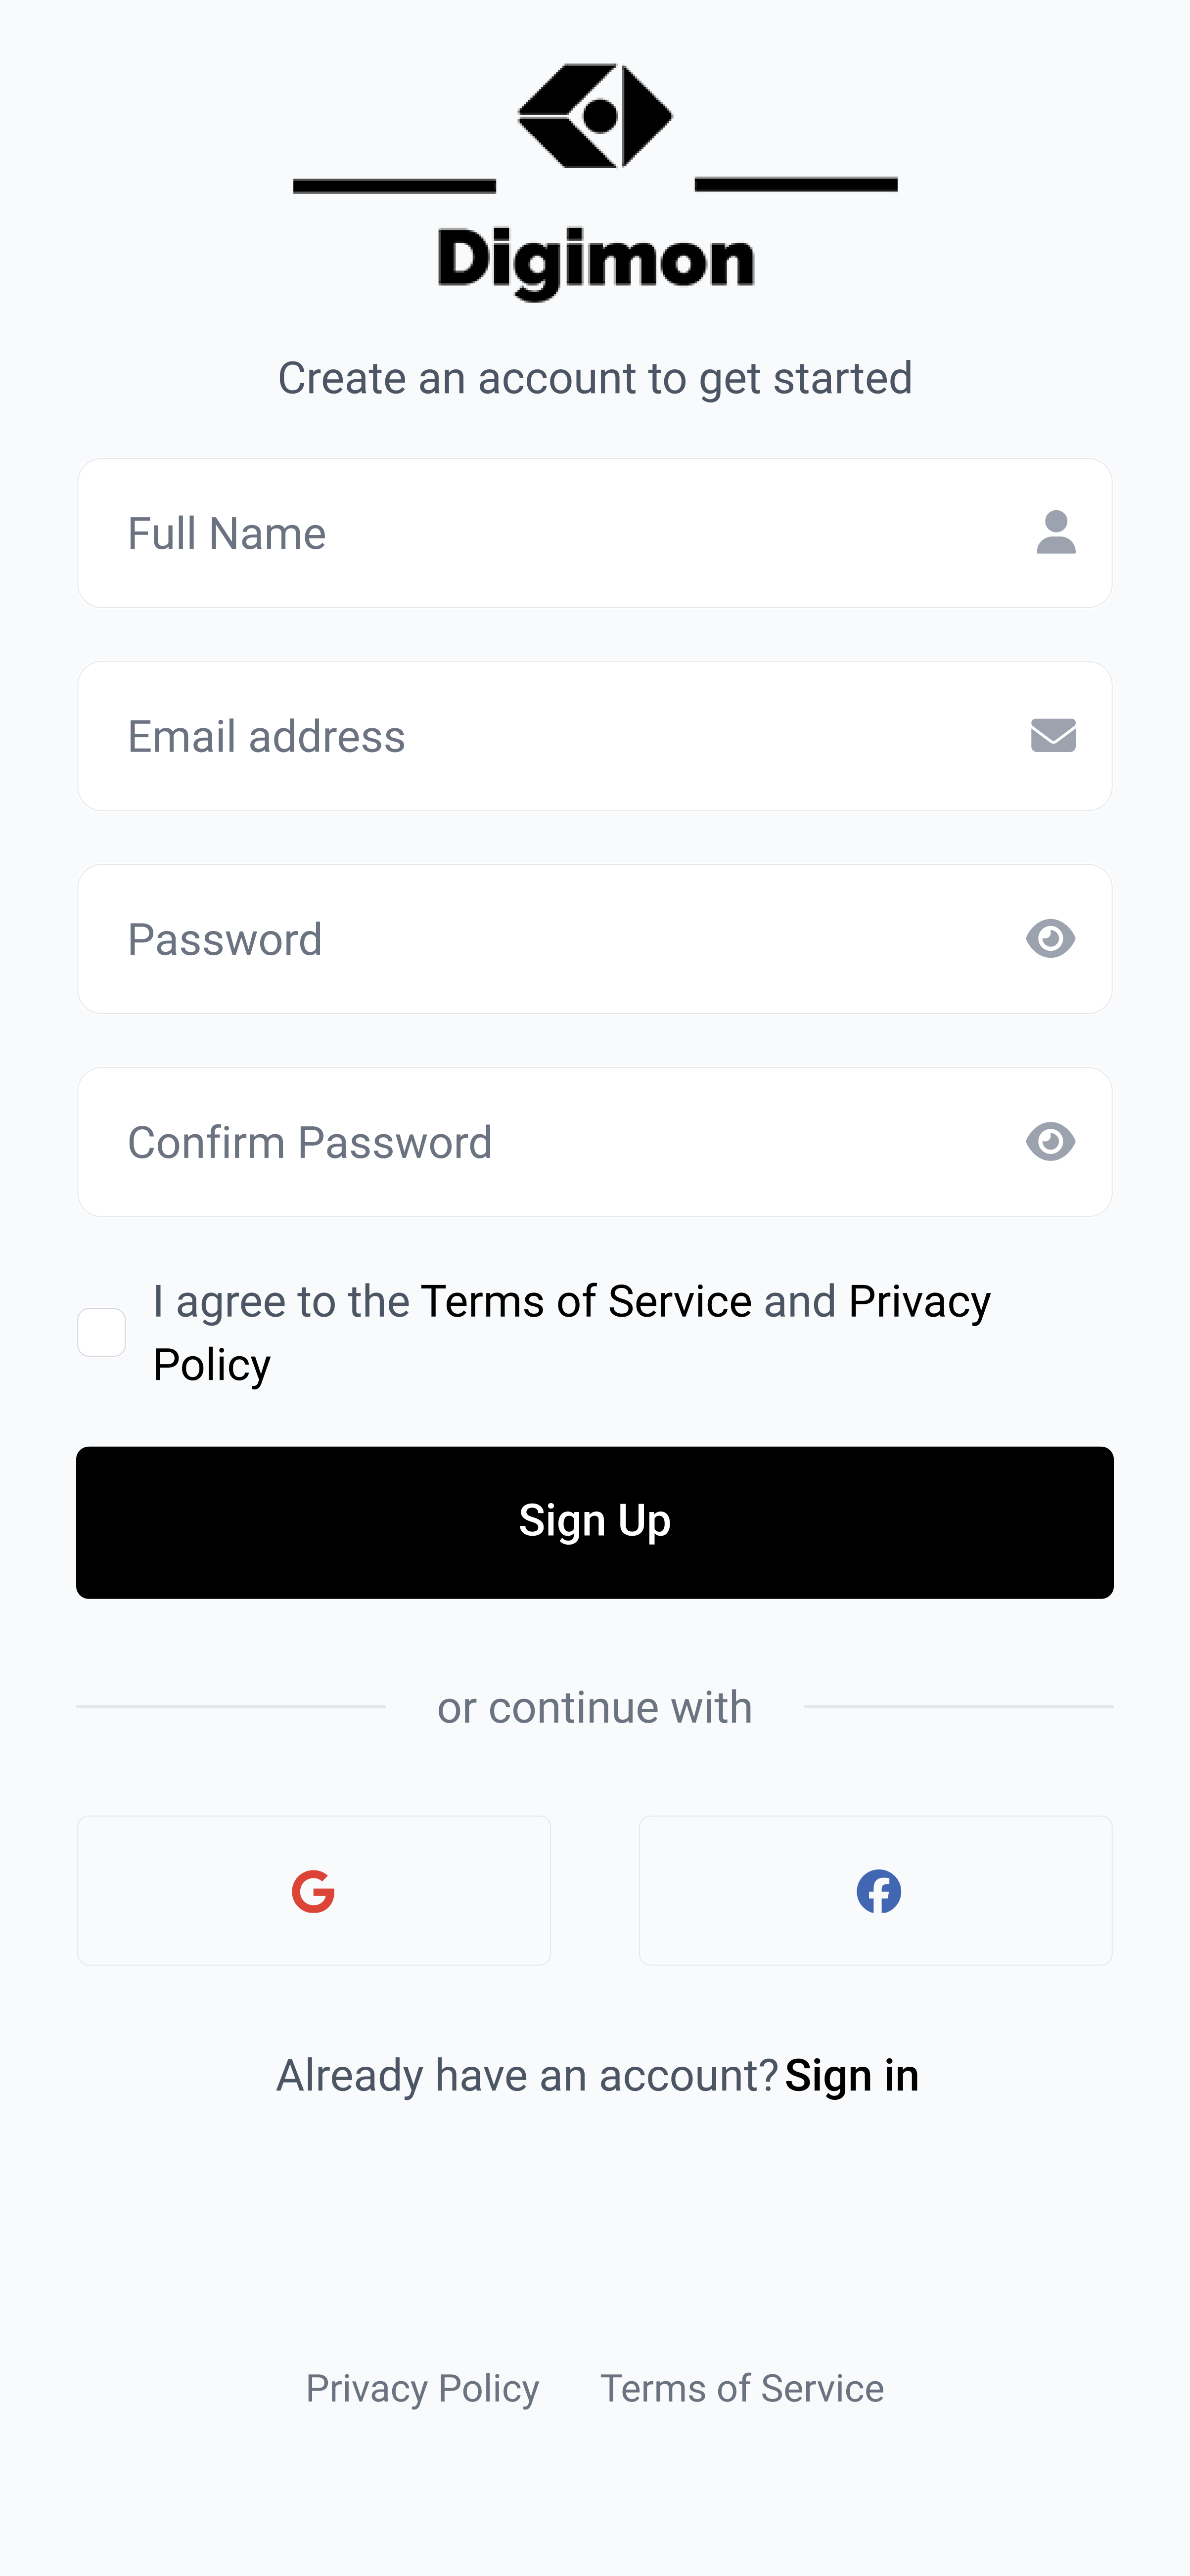 Digimon
Create an account to get started
Full Name
Email address
Password
Confirm Password
I agree to the Terms of Service and Privacy
Policy
Sign Up
or continue with
Already have an account? Sign in
Privacy Policy Terms of Service